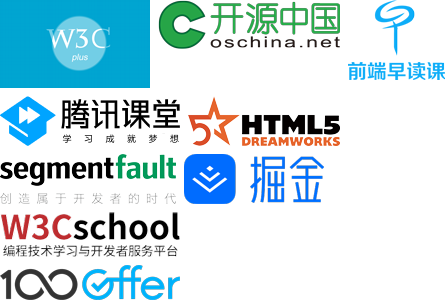 W3C
plus
开源中国
oschina.net
前端早读课
腾讯课堂
学习成就梦想
5
HTML5
DREAMWORKS
segmentfault
创造属于开发者的时代
掘金
W3Cschool
编程技术学习与开发者服务平台
100offer